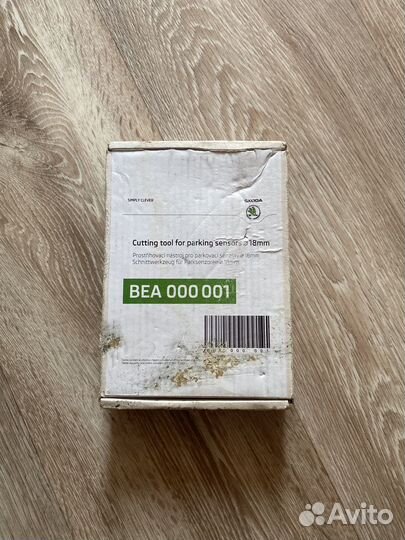 SIMPLY CLEVER
ŠKODA
Cutting tool for parking sensors ø 18mm
Prostřihovací nástroj pro parkovací senzory ø 18mm
Schnittwerkzeug für Parksensoren ø 18mm
BEA 000 001
Avito